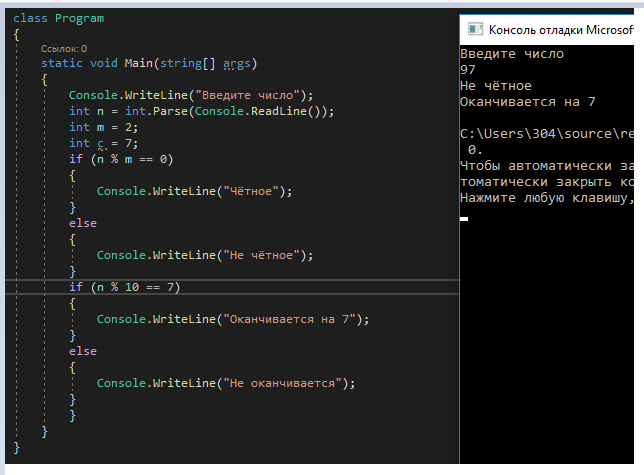 class Program
{
Ссылок: 0
static void Main(string[] args)
{
Console.WriteLine("Введите число");
int n = int.Parse(Console.ReadLine());
int m = 2;
int c = 7;
if (n % m == 0)
{
Console.WriteLine("Чётное");
}
else
{
Console.WriteLine("Не чётное");
}
if (n % 10 == 7)
{
Console.WriteLine("Оканчивается на 7");
}
else
{
Console.WriteLine("Не оканчивается");
}
}
}
}
Консоль отладки Microsoft
Введите число
97
Не чётное
Оканчивается на 7
C:\Users\304\source\re
0.
Чтобы автоматически за
томатически закрыть ко
Нажмите любую клавишу,